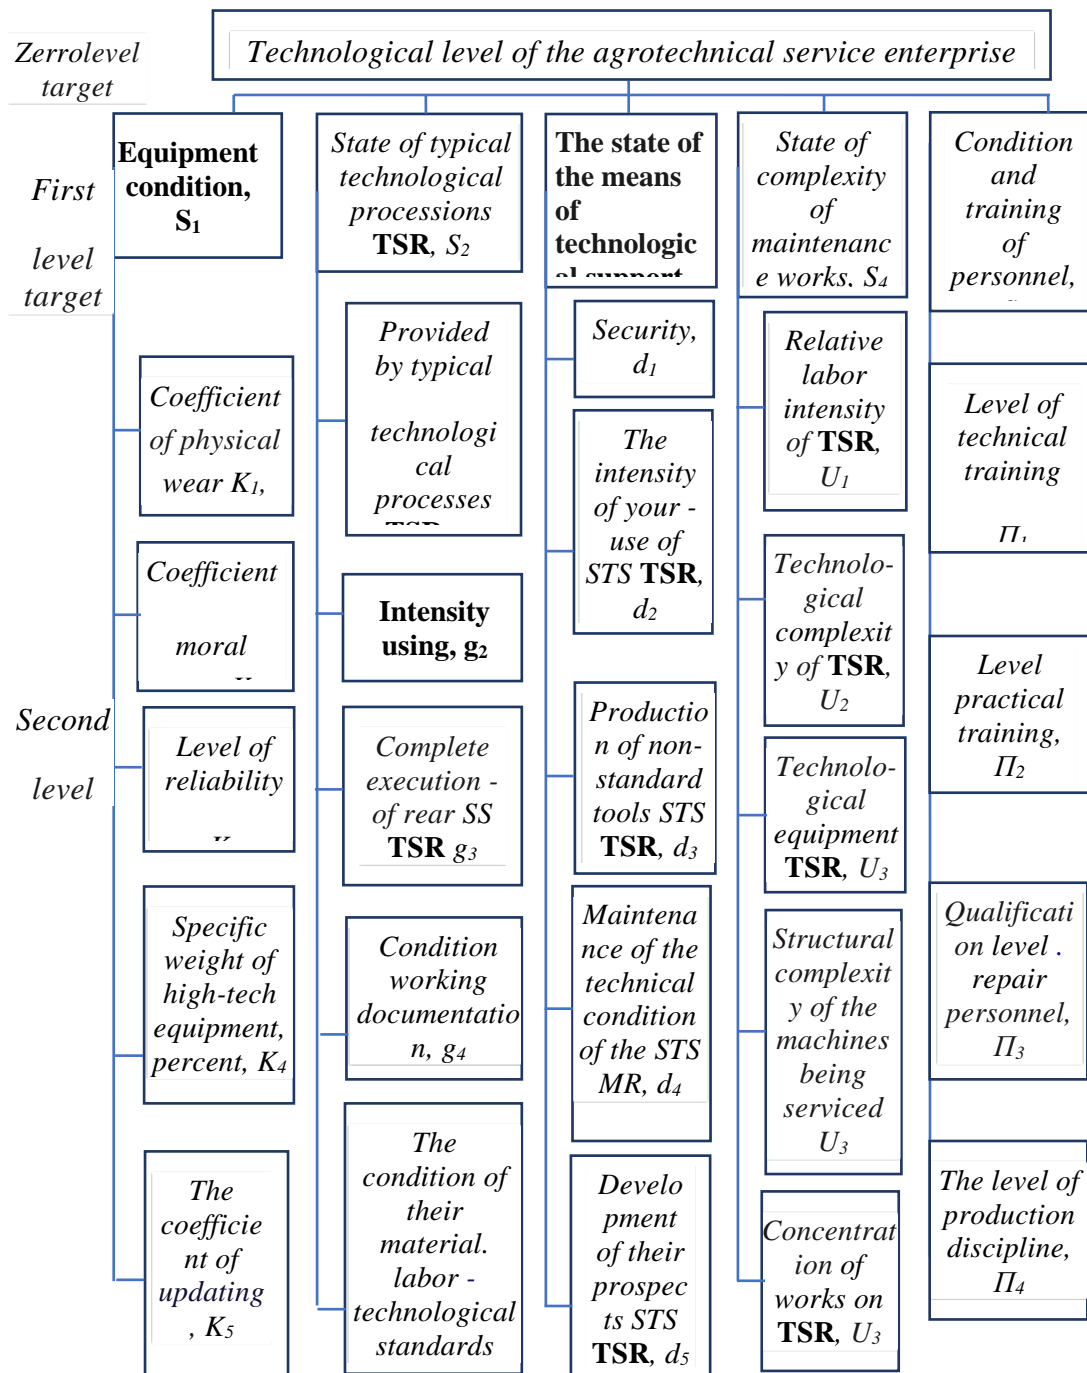 Zerrolevel
target
Technological level of the agrotechnical service enterprise
First
level
target
Equipment
condition,
S1
State of typical
technological
processions
TSR, S2
The state of
the means
of
technologic
al support
State of
complexity
of
maintenanc
e works, S4
Condition
and
training
of
personnel,
Second
level
Coefficient
of physical
wear K1,
Coefficient
moral
Level of
reliability
Specific
weight of
high-tech
equipment,
percent, K4
The
coefficie
nt of
updating
, K5
Provided
by typical
technologi
cal
processes
TSR
Intensity
using, g2
Complete
execution -
of rear SS
TSR g3
Condition
working
documentatio
n, g4
The
condition of
their
material.
labor -
technological
standards
Security,
d1
The
intensity
of your -
use of
STS TSR,
d2
Productio
n of non-
standard
tools STS
TSR, d3
Maintena
nce of the
technical
condition
of the STS
MR, d4
Develo
pment
of their
prospec
ts STS
TSR, d5
Relative
labor
intensity
of TSR,
U1
Technolo-
gical
complexit
y of TSR,
U2
Technolo-
gical
equipment
TSR, U3
Structural
complexit
y of the
machines
being
serviced
U3
Concentrat
ion of
works on
TSR, U3
Level of
technical
training
П1
Level
practical
training,
П2
Qualificati
on level .
repair
personnel,
П3
The level of
production
discipline,
П4